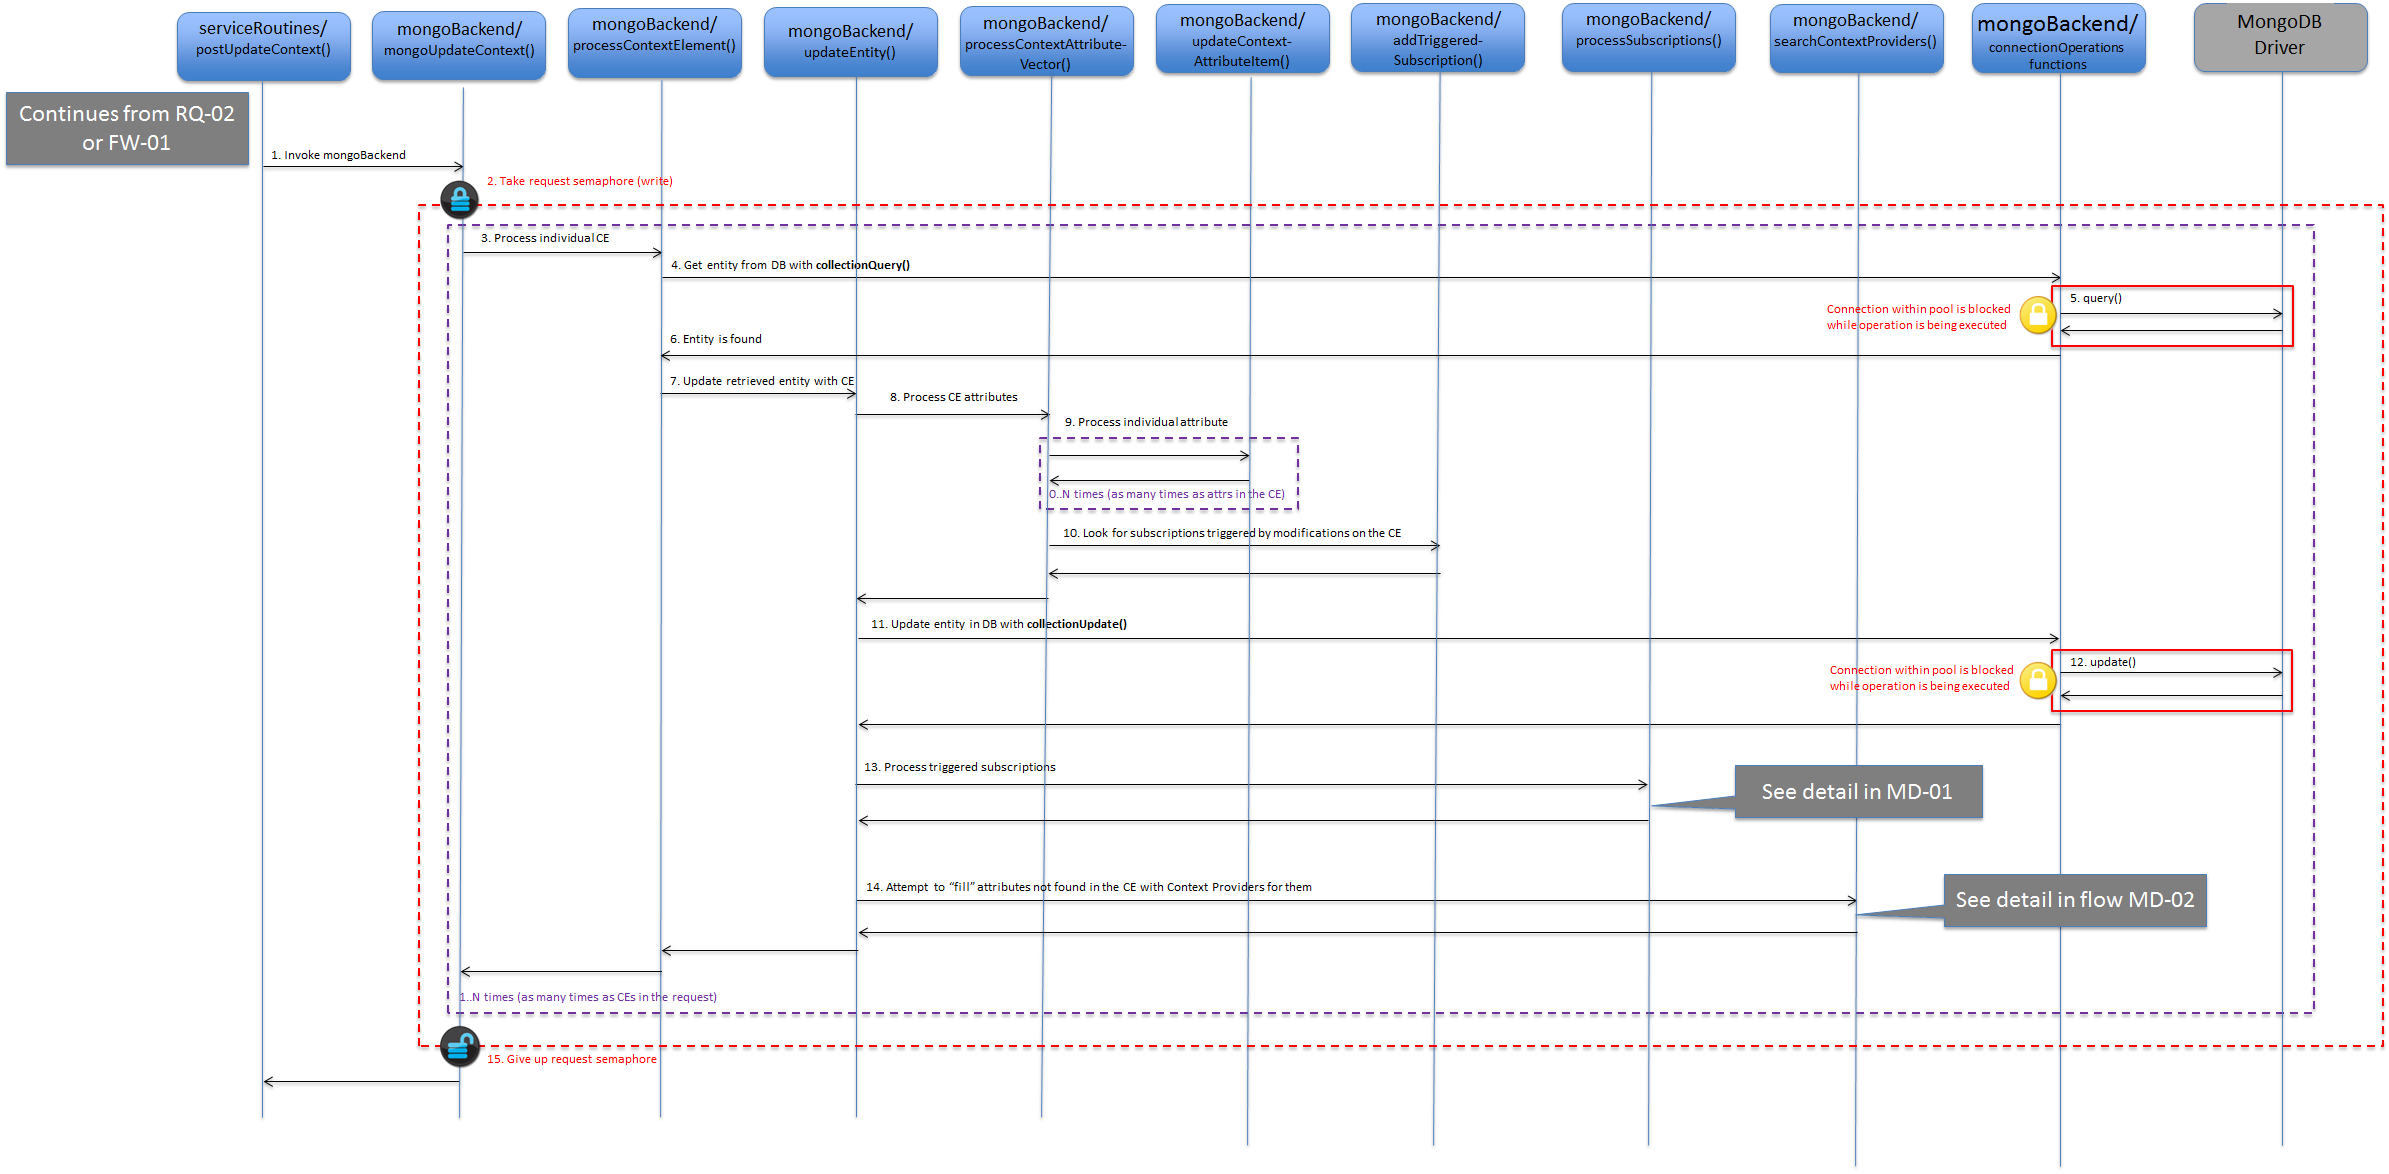 serviceRoutines/
postUpdateContext()
mongoBackend/
mongoUpdateContext()
mongoBackend/
processContextElement()
mongoBackend/
updateEntity()
mongoBackend/
processContextAttribute-
Vector()
mongoBackend/
updateContext-
AttributeItem()
mongoBackend/
addTriggered-
Subscription()
mongoBackend/
processSubscriptions()
mongoBackend/
searchContextProviders()
mongoBackend/
connectionOperations
functions
MongoDB
Driver
Continues from RQ-02
or FW-01
1. Invoke mongoBackend
2. Take request semaphore (write)
3. Process individual CE
4. Get entity from DB with collectionQuery()
5. query()
Connection within pool is blocked
while operation is being executed
6. Entity is found
7. Update retrieved entity with CE
8. Process CE attributes
9. Process individual attribute
0..N times (as many times as attrs in the CE)
10. Look for subscriptions triggered by modifications on the CE
11. Update entity in DB with collectionUpdate()
12. update()
Connection within pool is blocked
while operation is being executed
13. Process triggered subscriptions
See detail in MD-01
14. Attempt to “fill” attributes not found in the CE with Context Providers for them
See detail in flow MD-02
1..N times (as many times as CEs in the request)
15. Give up request semaphore